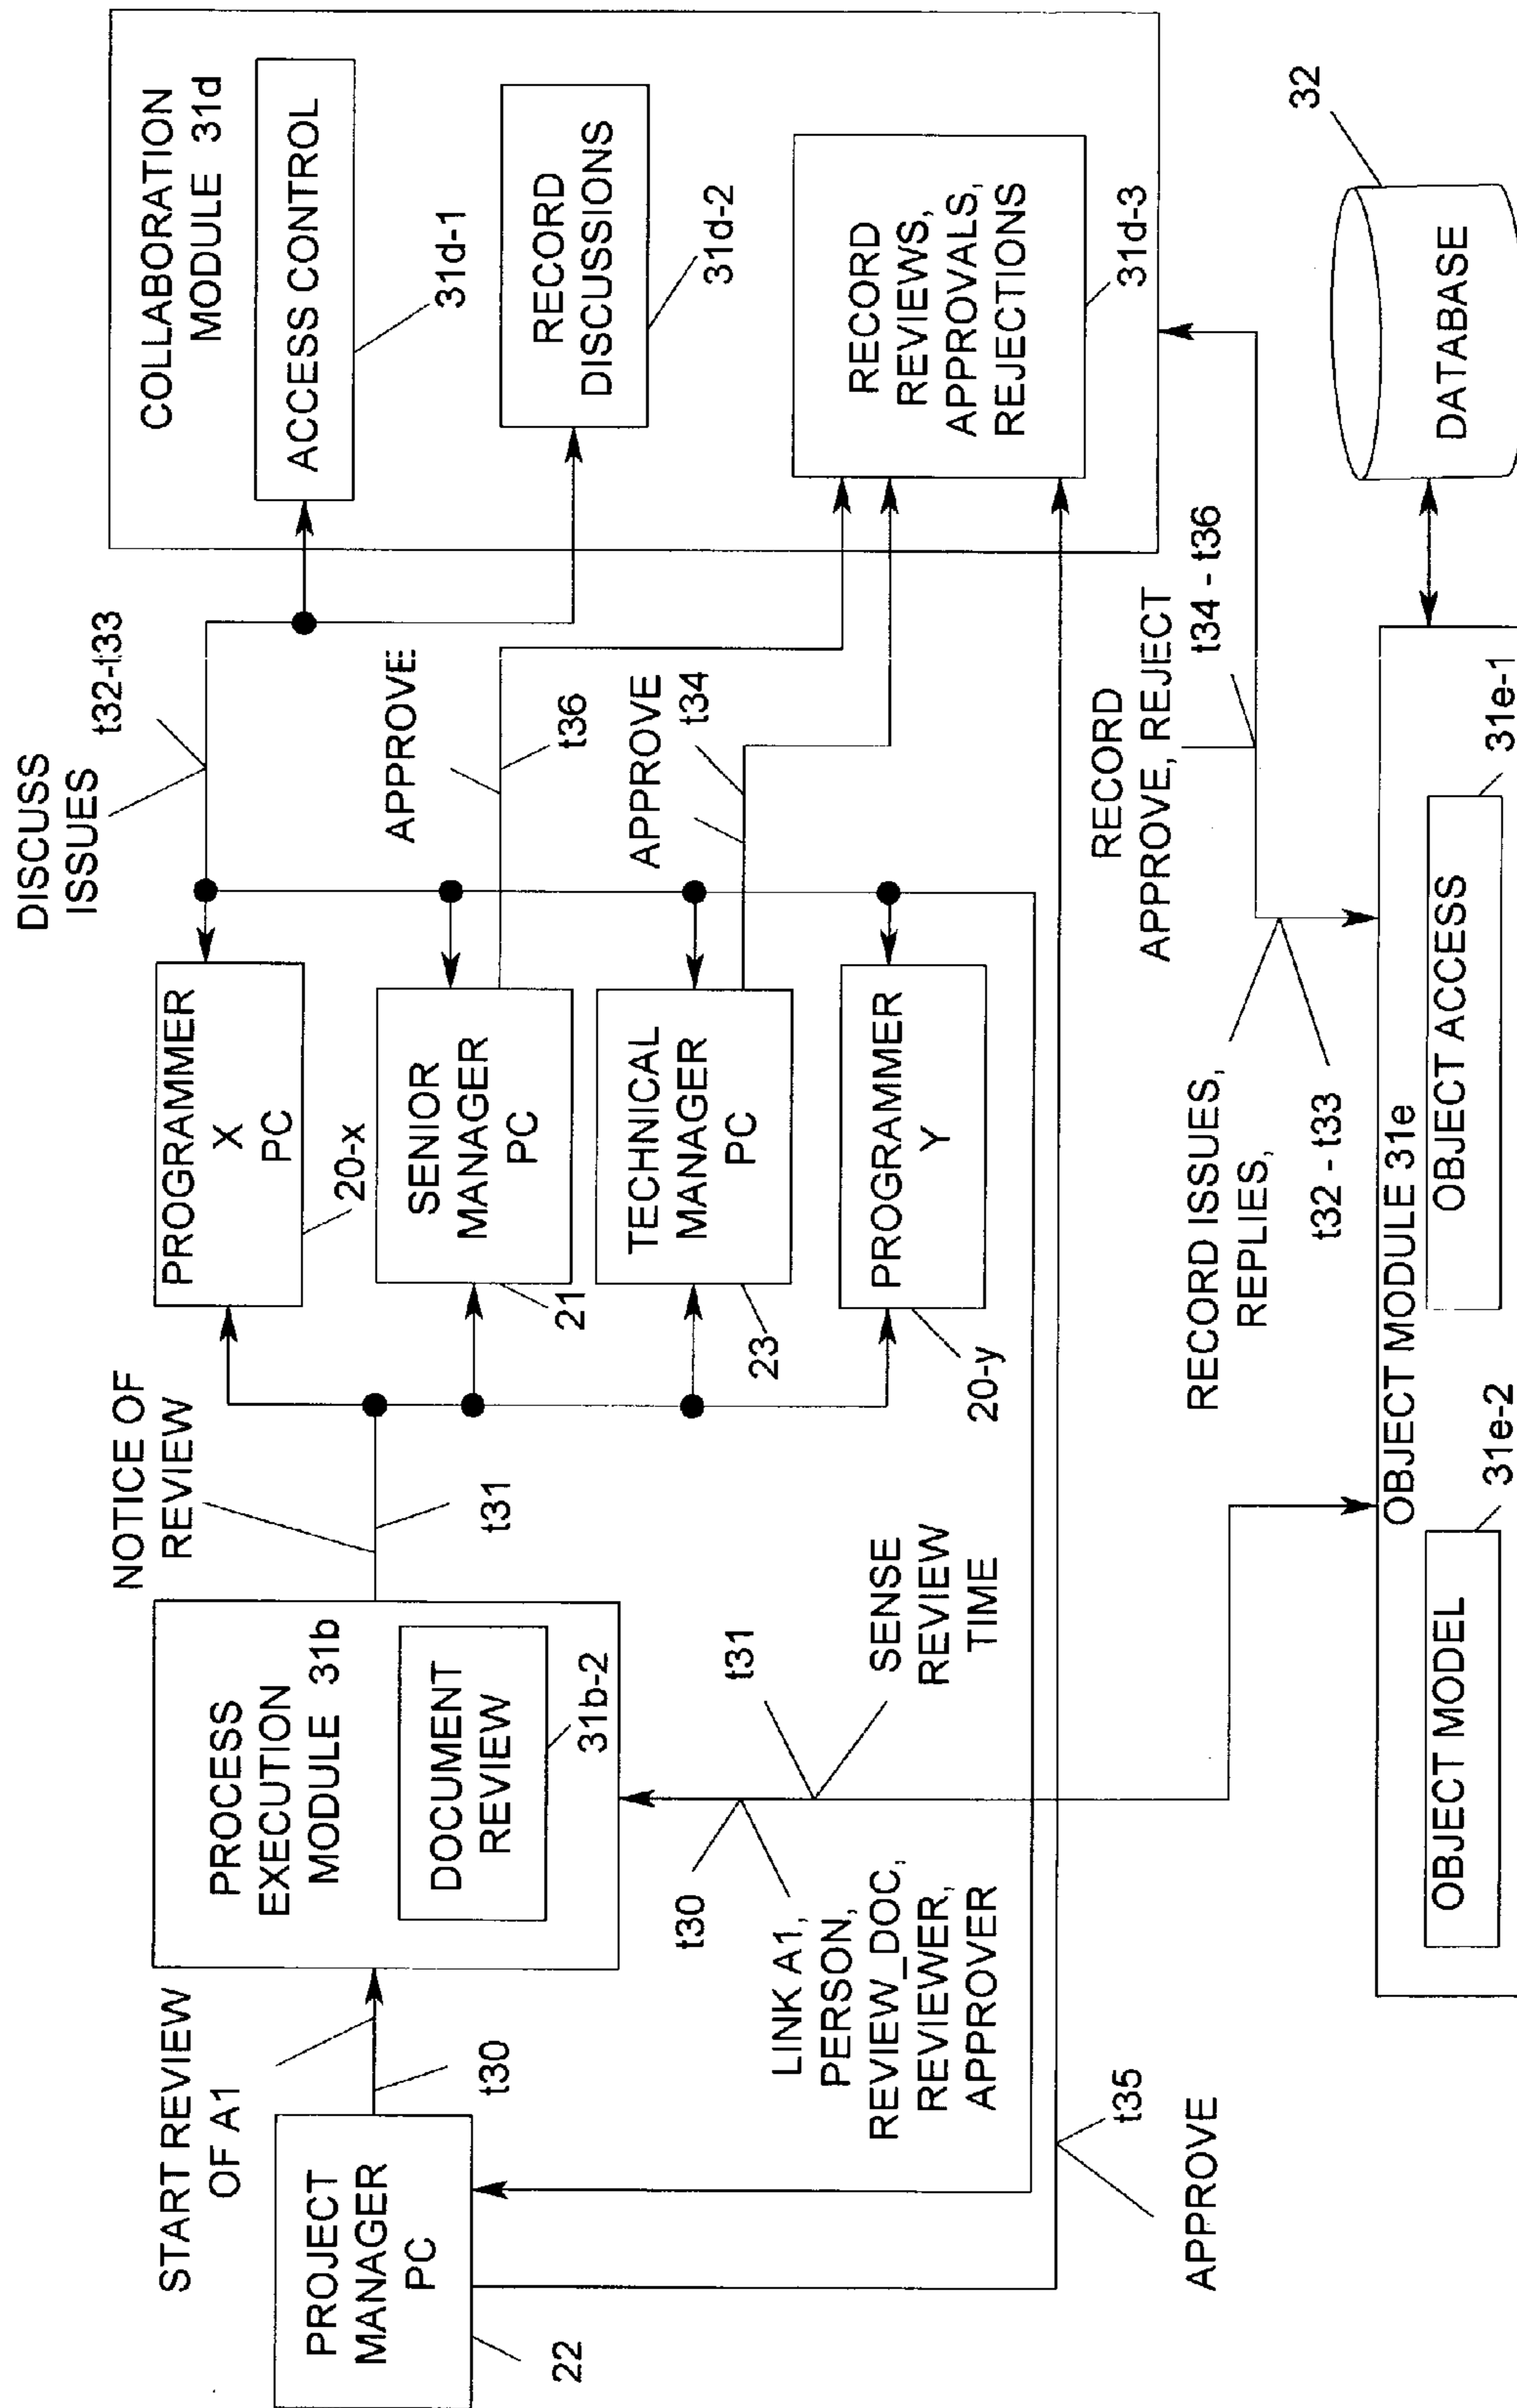 START REVIEW
OF A1
t30
PROJECT
MANAGER
PC
22
PROCESS
EXECUTION
MODULE 31b
DOCUMENT
REVIEW
31b-2
NOTICE OF
REVIEW
t31
t30
LINK A1,
PERSON,
REVIEW_DOC,
REVIEWER,
APPROVER
t31
SENSE
REVIEW
TIME
t35
APPROVE
PROGRAMMER
X
PC
20-x
SENIOR
MANAGER
PC
21
TECHNICAL
MANAGER
PC
23
PROGRAMMER
Y
20-y
DISCUSS
ISSUES
t32-t33
APPROVE
t36
APPROVE
t34
COLLABORATION
MODULE 31d
ACCESS CONTROL
31d-1
RECORD
DISCUSSIONS
31d-2
RECORD
REVIEWS,
APPROVALS,
REJECTIONS
31d-3
RECORD
APPROVE, REJECT
t34 - t36
RECORD ISSUES,
REPLIES,
t32 - t33
OBJECT MODULE 31e
OBJECT MODEL
31e-2
OBJECT ACCESS
31e-1
DATABASE
32